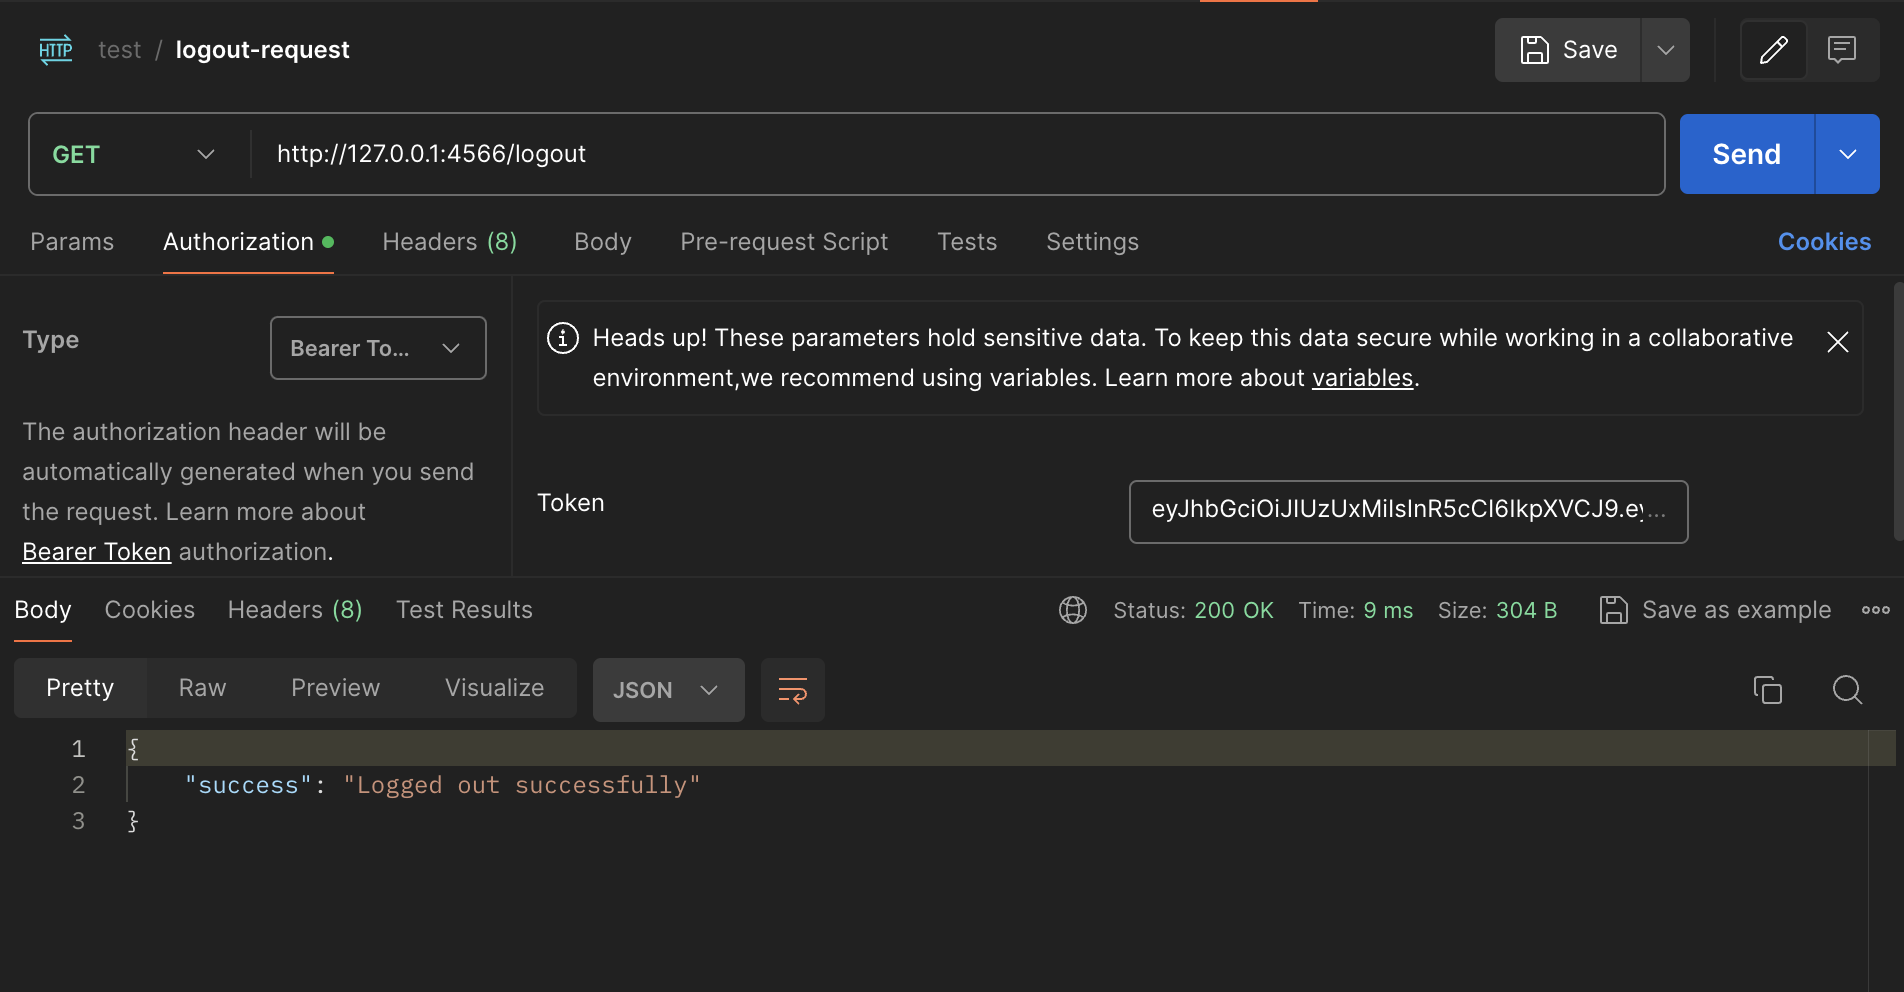 HTTP test / logout-request Save
GET http://127.0.0.1:4566/logout Send
Params Authorization Headers (8) Body Pre-request Script Tests Settings Cookies
Type Bearer To...
The authorization header will be
automatically generated when you send
the request. Learn more about
Bearer Token authorization.
Heads up! These parameters hold sensitive data. To keep this data secure while working in a collaborative
environment,we recommend using variables. Learn more about variables.
Token eyJhbGciOiJIUzUxMiIsInR5cCI6IkpXVCJ9.ey...
Body Cookies Headers (8) Test Results Status: 200 OK Time: 9 ms Size: 304 B Save as example
Pretty Raw Preview Visualize JSON
1 {
2 "success": "Logged out successfully"
3 }